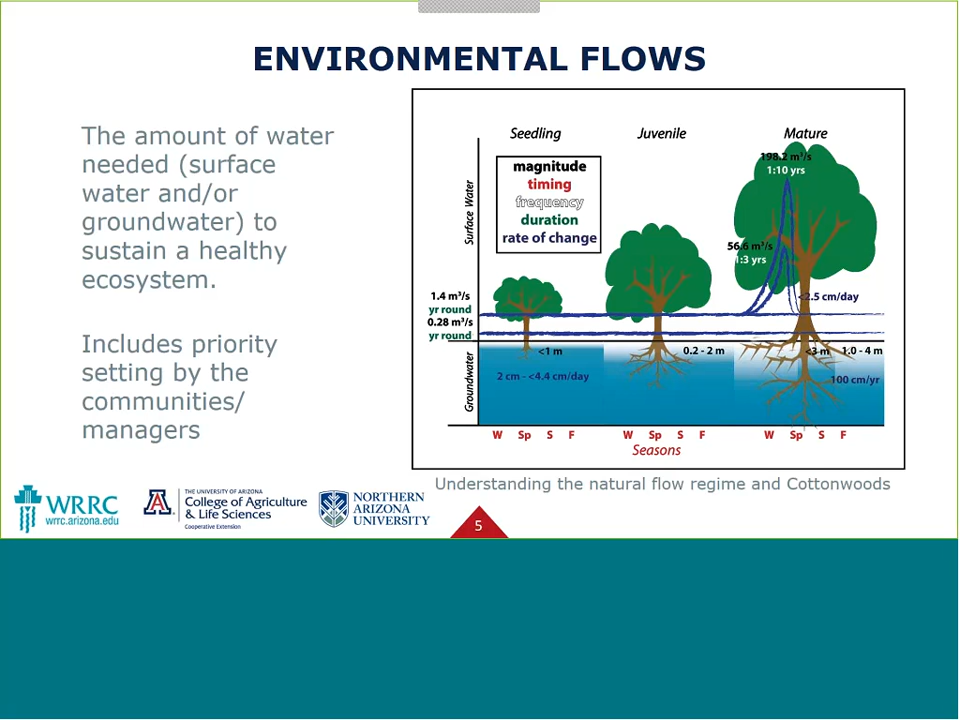 ENVIRONMENTAL FLOWS
The amount of water
needed (surface
water and/or
groundwater) to
sustain a healthy
ecosystem.
Includes priority
setting by the
communities/
managers
Seedling Juvenile Mature
magnitude
timing
frequency
duration
rate of change
Surface Water
198.2 m³/s
1:10 yrs
56.6 m³/s
1:3 yrs
<2.5 cm/day
1.4 m³/s
yr round
0.28 m³/s
yr round
Groundwater
<1 m
0.2 - 2 m
<3 m
1.0 - 4 m
2 cm - <4.4 cm/day
100 cm/yr
W Sp S F W Sp S F W Sp S F
Seasons
Understanding the natural flow regime and Cottonwoods
WRRC
wrrc.arizona.edu
A
THE UNIVERSITY OF ARIZONA
College of Agriculture
& Life Sciences
Cooperative Extension
NORTHERN
ARIZONA
UNIVERSITY
5